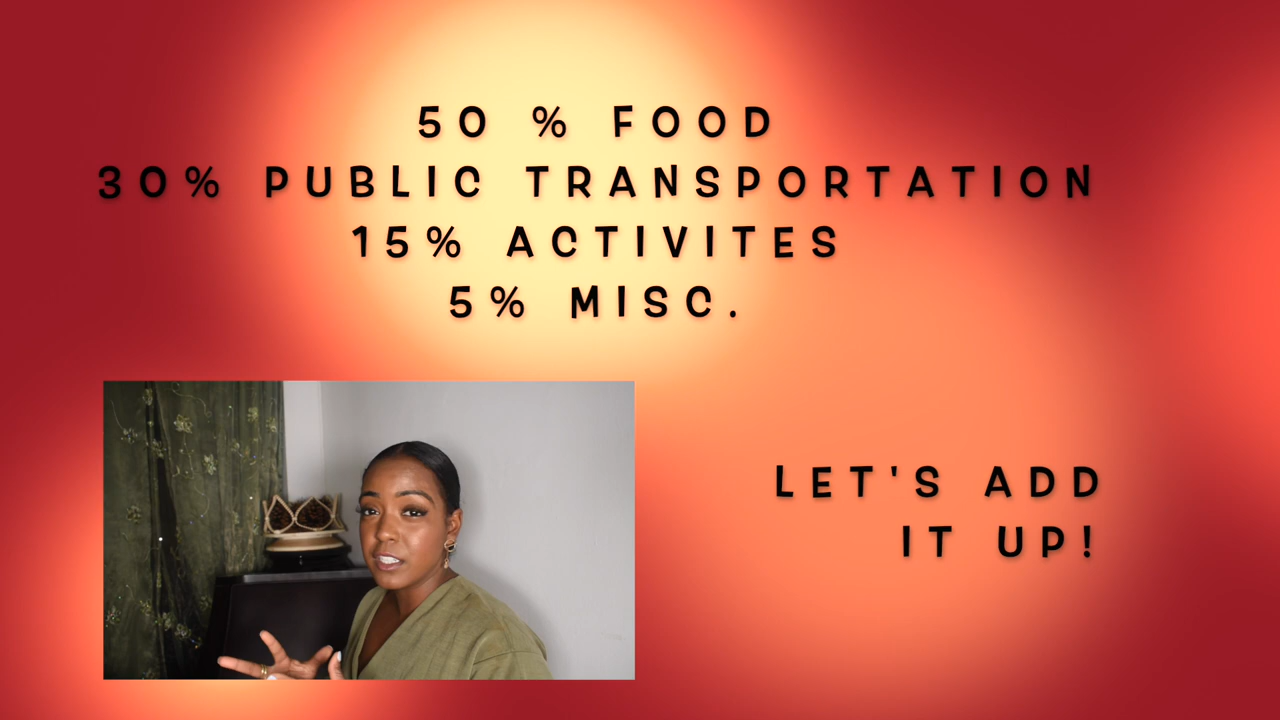 50 % FOOD
30% PUBLIC TRANSPORTATION
15% ACTIVITES
5% MISC.
LET'S ADD
IT UP!